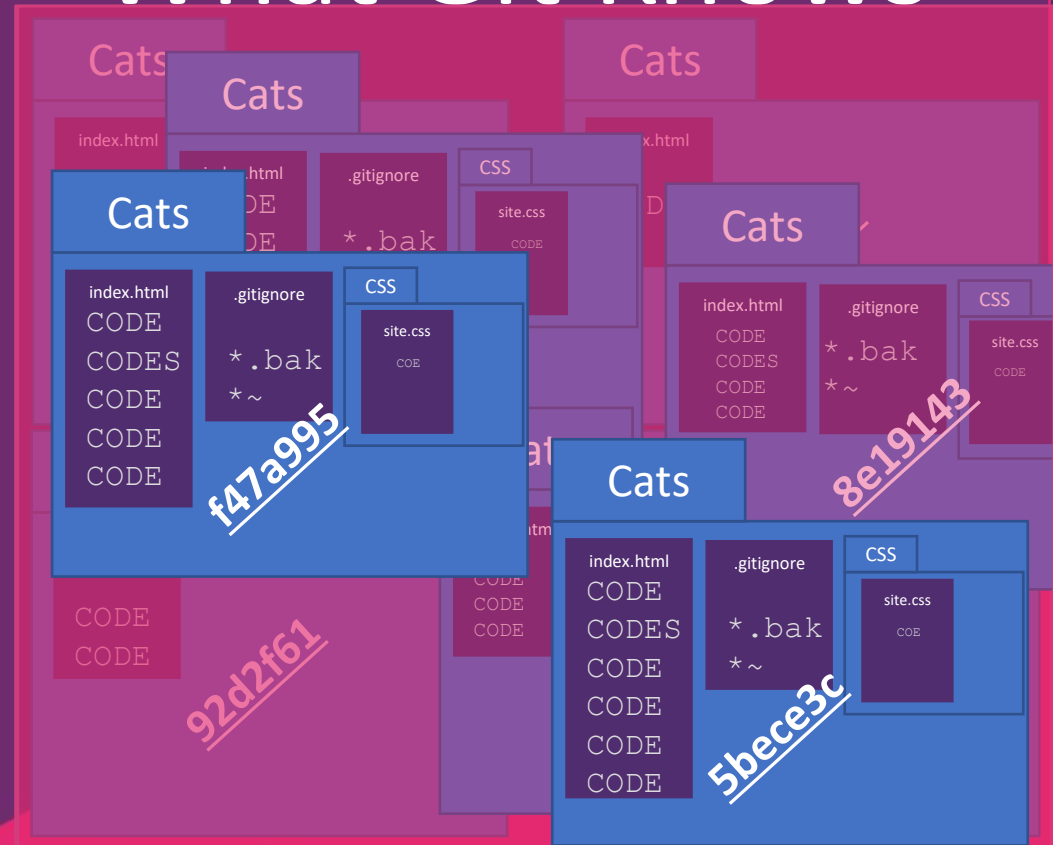 What Git knows
Cats
index.html
Cats
.gitignore
*.bak
CSS
site.css
CODE
Cats
Cats
index.html
CODE
CODES
CODE
CODE
CODE
.gitignore
*.bak
*~
CSS
site.css
COE
f47a995
Cats
index.html
CODE
CODES
CODE
CODE
.gitignore
*.bak
*~
CSS
site.css
CODE
8e19143
CODE
CODE
92d2f61
CODE
CODE
CODE
Cats
index.html
CODE
CODES
CODE
CODE
CODE
CODE
.gitignore
*.bak
*~
CSS
site.css
COE
5bece3c